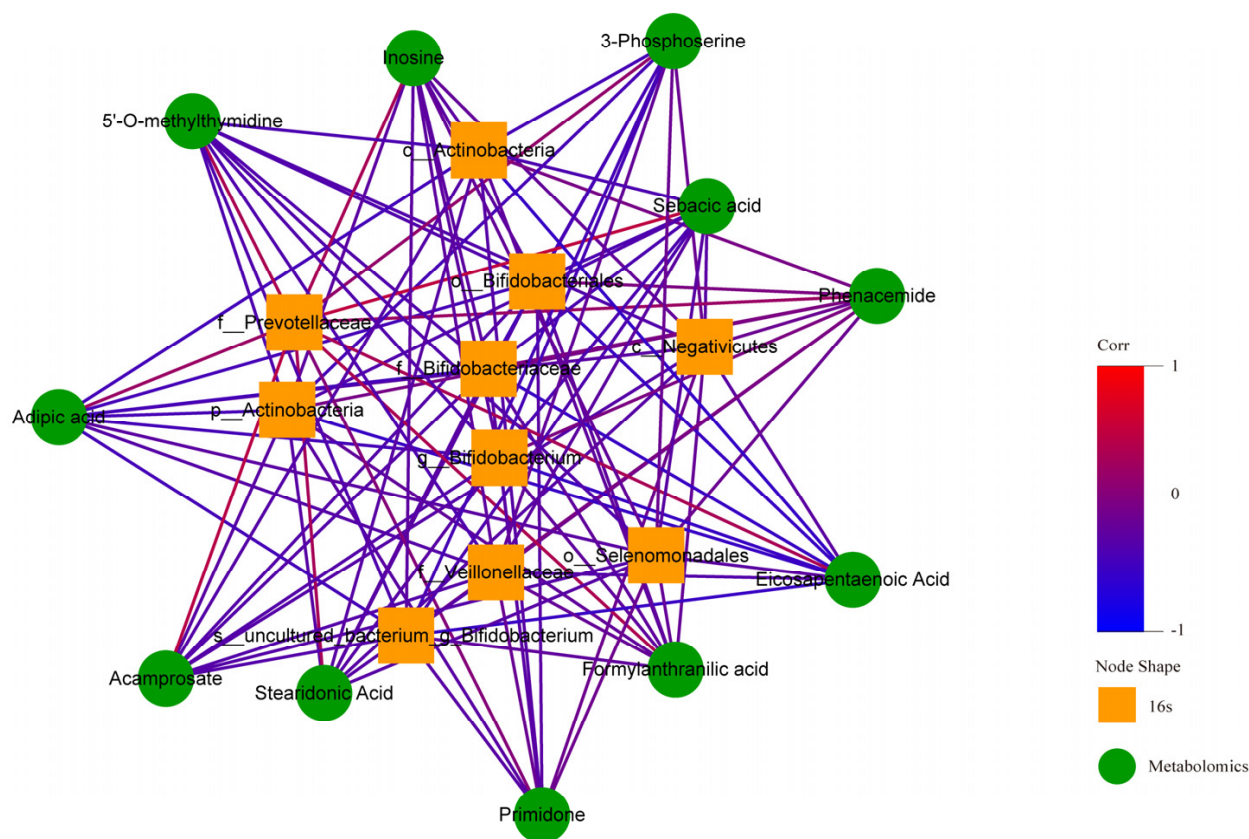 3-Phosphoserine
Inosine
5'-O-methylthymidine
c__Actinobacteria
Sebacic acid
o__Bifidobacteriales
Phenacemide
f__Prevotellaceae
c__Negativicutes
Corr
1
f__Bifidobacteriaceae
p__Actinobacteria
Adipic acid
g__Bifidobacterium
0
o__Selenomonadales
f__Veillonellaceae
Eicosapentaenoic Acid
s__uncultured_bacterium_g_Bifidobacterium
-1
Formylanthranilic acid
Node Shape
Acamprosate
Stearidonic Acid
16s
Metabolomics
Primidone